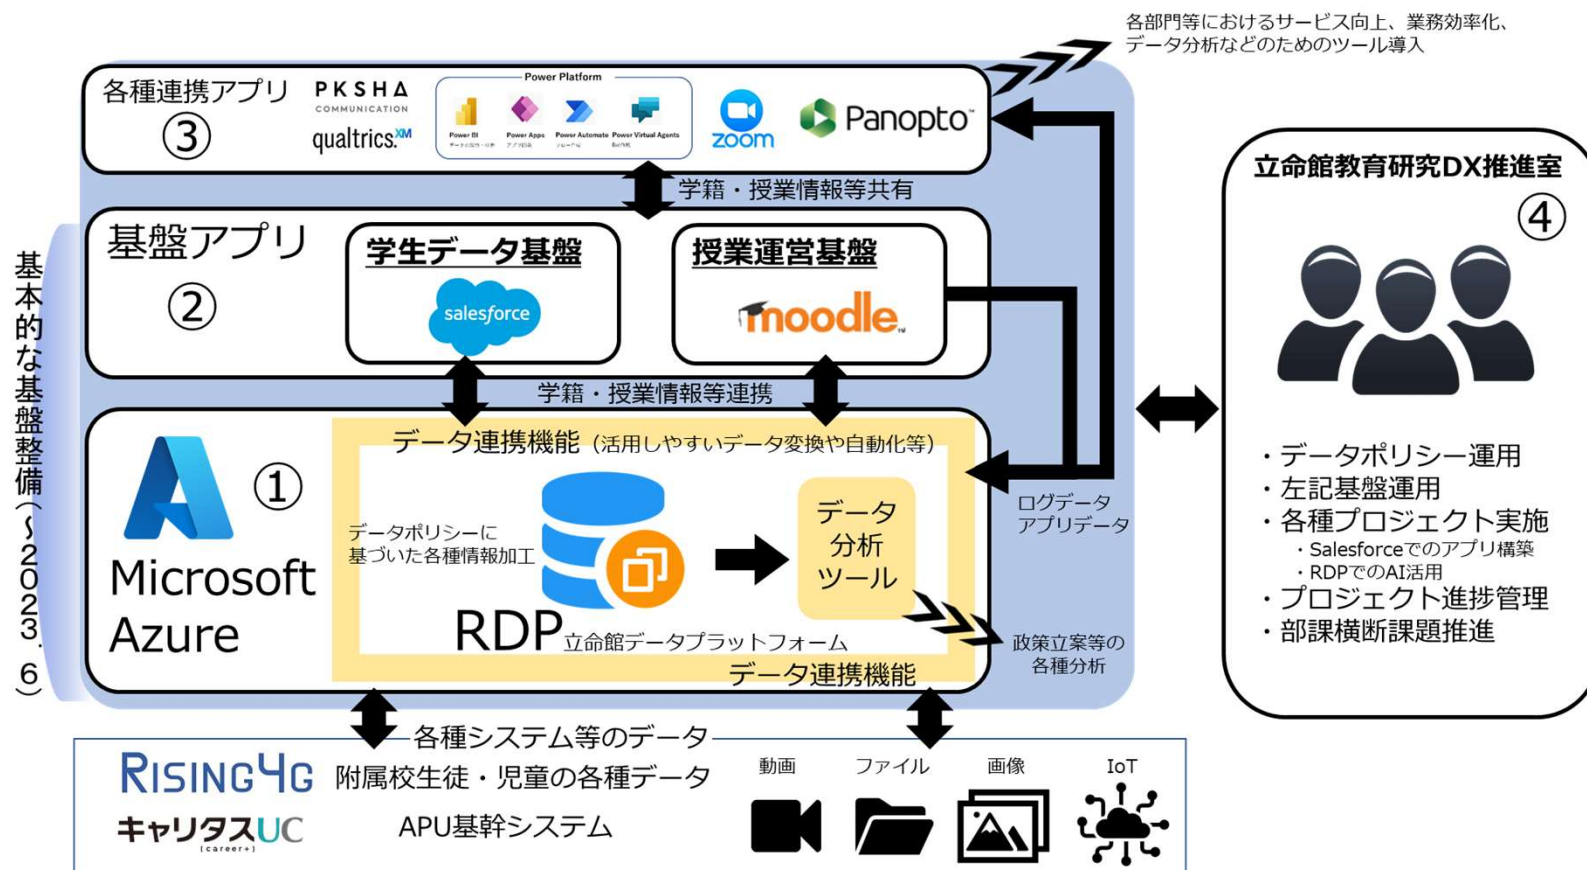 各部門等におけるサービス向上、業務効率化、
データ分析などのためのツール導入
各種連携アプリ
③
PKSHA
COMMUNICATION
qualtrics.XM
Power Platform
Power BI
Power Apps
Power Automate
Power Virtual Agents
zoom
Panopto™
学籍・授業情報等共有
基盤アプリ
②
学生データ基盤
salesforce
授業運営基盤
moodle™
基本的な基盤整備(~2023.6)
学籍・授業情報等連携
①
Microsoft
Azure
データ連携機能(活用しやすいデータ変換や自動化等)
データポリシーに
基づいた各種情報加工
データ
分析
ツール
RDP立命館データプラットフォーム
データ連携機能
ログデータ
アプリデータ
政策立案等の
各種分析
立命館教育研究DX推進室
④
・データポリシー運用
・左記基盤運用
・各種プロジェクト実施
・Salesforceでのアプリ構築
・RDPでのAI活用
・プロジェクト進捗管理
・部課横断課題推進
各種システム等のデータ
RISING4G
附属校生徒・児童の各種データ
キャリタスUC
[career+]
APU基幹システム
動画
ファイル
画像
IoT